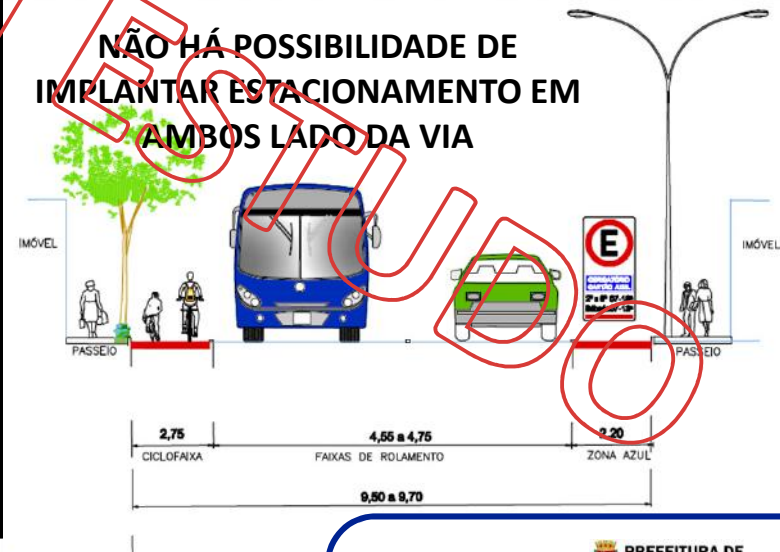 NÃO HÁ POSSIBILIDADE DE
IMPLANTAR ESTACIONAMENTO EM
AMBOS LADO DA VIA
ESTUDO
IMÓVEL
IMÓVEL
E
PASSEIO
PASSEIO
2,75
4,55 a 4,75
2,20
CICLOFAIXA
FAIXAS DE ROLAMENTO
ZONA AZUL
9,50 a 9,70
PREFEITURA DE